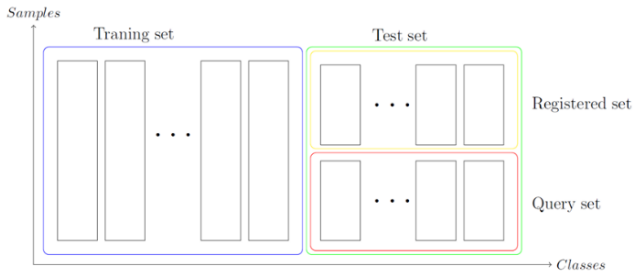 Samples
Traning set
Test set
Registered set
Query set
Classes